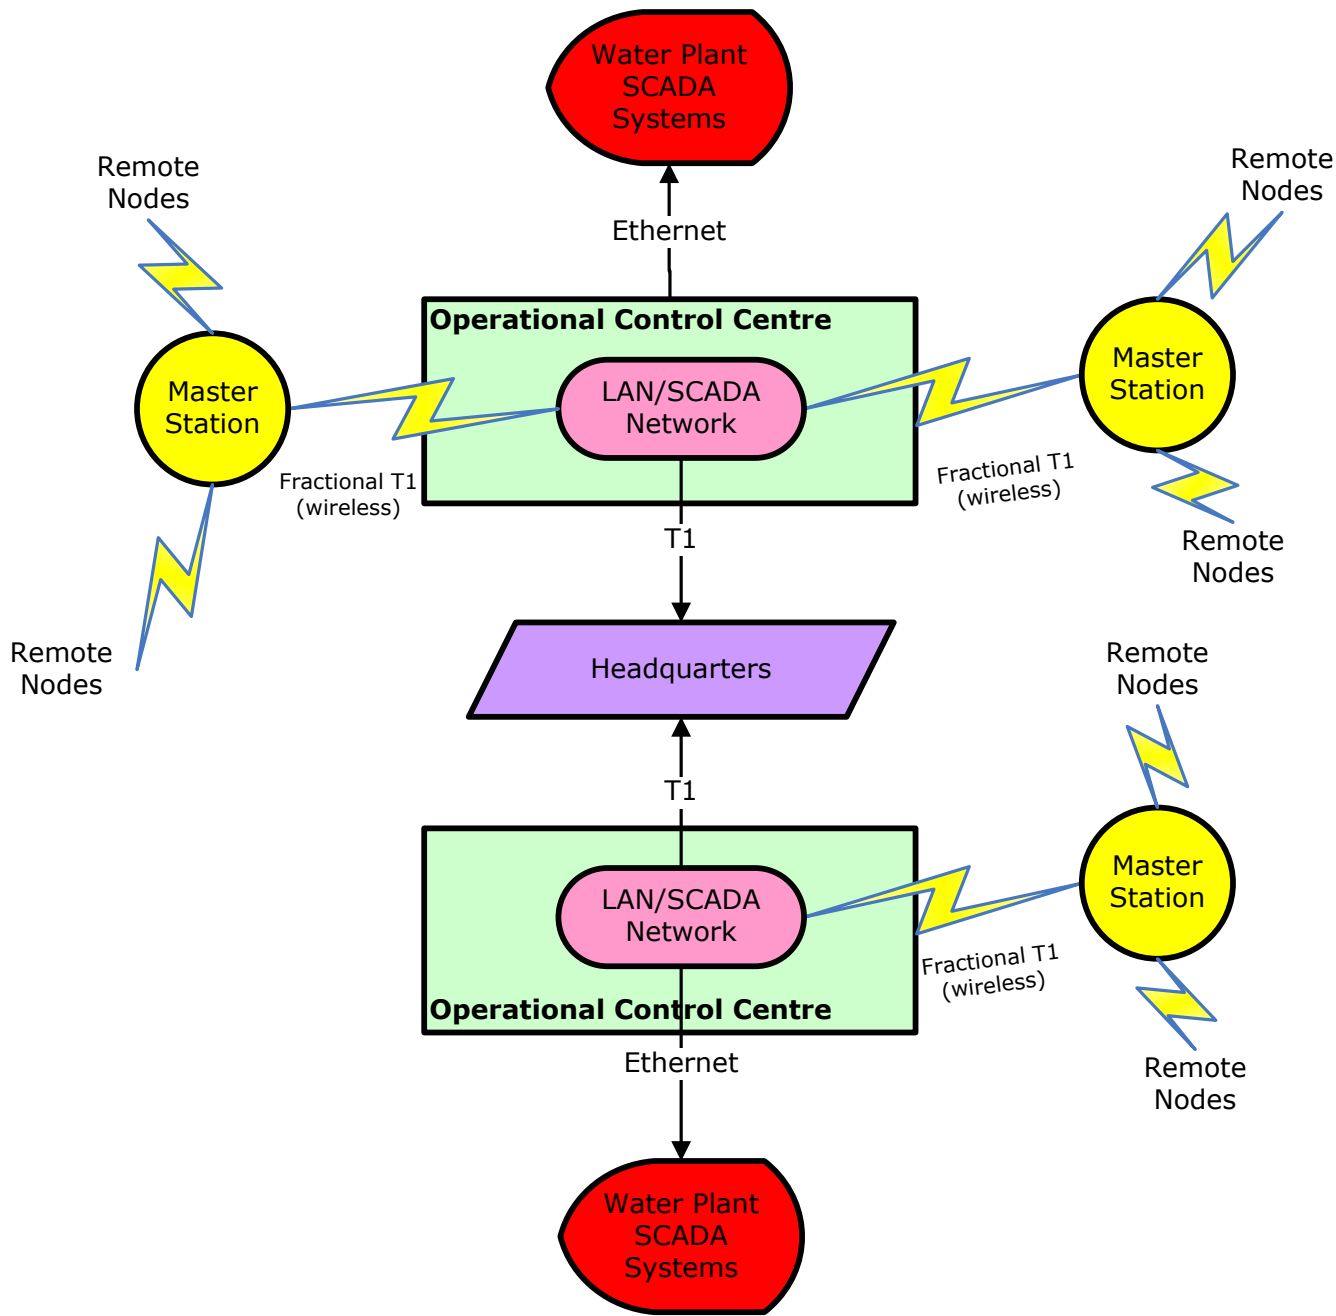 Water Plant
SCADA
Systems
Remote
Nodes
Remote
Nodes
Ethernet
Operational Control Centre
Master
Station
LAN/SCADA
Network
Master
Station
Fractional T1
(wireless)
Fractional T1
(wireless)
T1
Remote
Nodes
Remote
Nodes
Headquarters
Remote
Nodes
T1
LAN/SCADA
Network
Master
Station
Fractional T1
(wireless)
Operational Control Centre
Ethernet
Remote
Nodes
Water Plant
SCADA
Systems